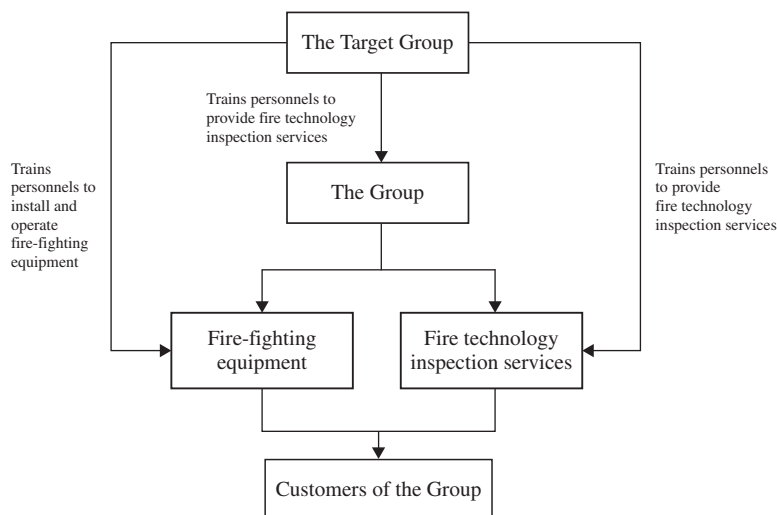 The Target Group
Trains personnels to
provide fire technology
inspection services
Trains
personnels to
install and
operate
fire-fighting
equipment
Trains personnels
to provide
fire technology
inspection services
The Group
Fire-fighting
equipment
Fire technology
inspection services
Customers of the Group